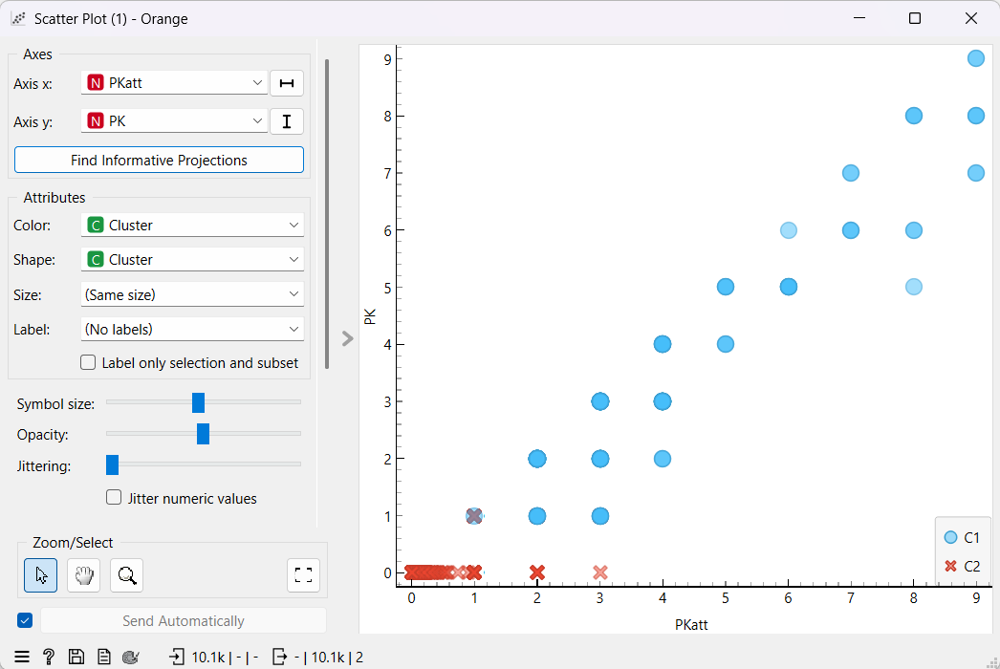 Scatter Plot (1) - Orange
Axes
Axis x: N PKatt
Axis y: N PK
Find Informative Projections
Attributes
Color: C Cluster
Shape: C Cluster
Size: (Same size)
Label: (No labels)
Label only selection and subset
Symbol size:
Opacity:
Jittering:
Jitter numeric values
Zoom/Select
Send Automatically
10.1k | - | - - | 10.1k | 2
PK
9
8
7
6
5
4
3
2
1
0
0 1 2 3 4 5 6 7 8 9
PKatt
C1
C2